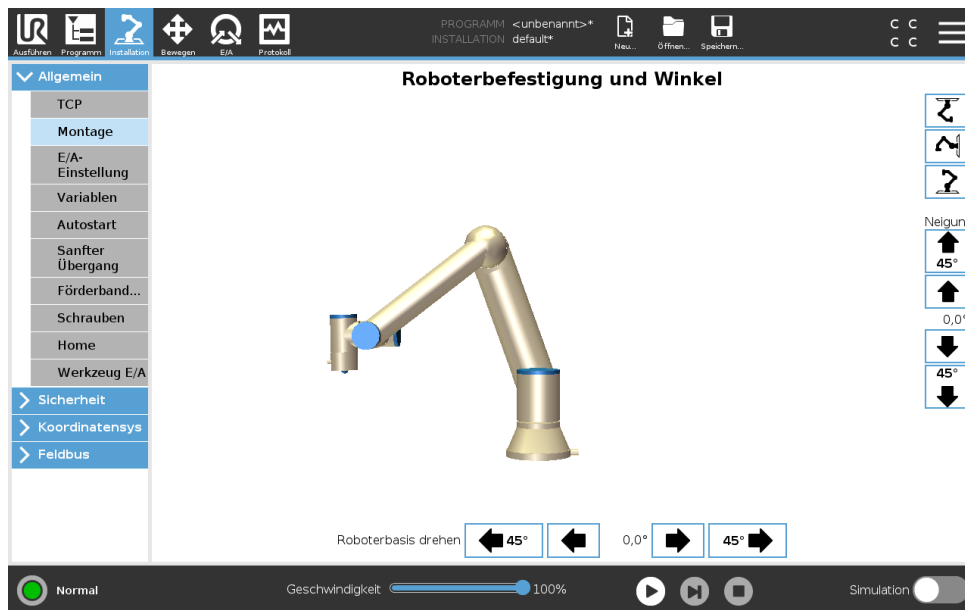 Ausführen
Programm
Installation
Bewegen
E/A
Protokoll
PROGRAMM <unbenannt>*
INSTALLATION default*
Neu...
Öffnen...
Speichern...
C C
C C
Allgemein
TCP
Montage
E/A-
Einstellung
Variablen
Autostart
Sanfter
Übergang
Förderband...
Schrauben
Home
Werkzeug E/A
Sicherheit
Koordinatensys
Feldbus
Roboterbefestigung und Winkel
Neigun
45°
0,0°
45°
Roboterbasis drehen 45° 0,0° 45°
Normal
Geschwindigkeit 100%
Simulation